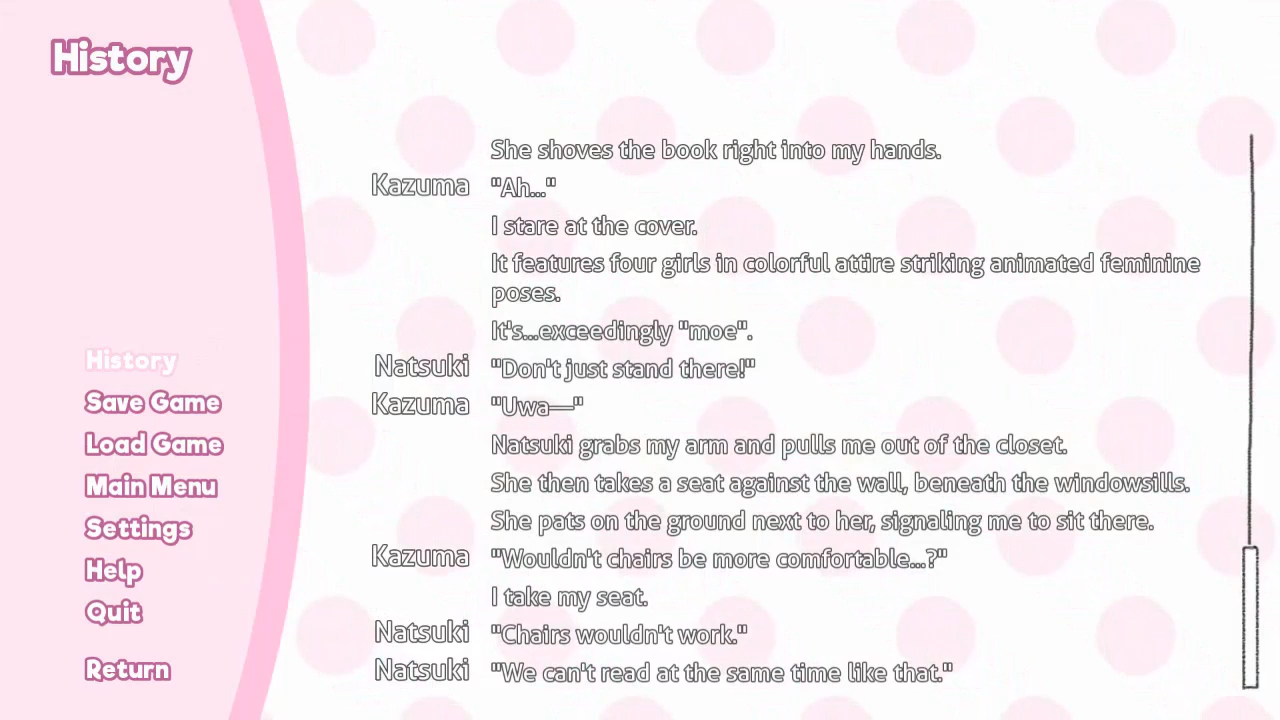 History
She shoves the book right into my hands.
Kazuma "Ah..."
I stare at the cover.
It features four girls in colorful attire striking animated feminine
poses.
It's...exceedingly "moe".
Natsuki "Don't just stand there!"
Kazuma "Uwa—"
Natsuki grabs my arm and pulls me out of the closet.
She then takes a seat against the wall, beneath the windowsills.
She pats on the ground next to her, signaling me to sit there.
Kazuma "Wouldn't chairs be more comfortable...?"
I take my seat.
Natsuki "Chairs wouldn't work."
Natsuki "We can't read at the same time like that."
History
Save Game
Load Game
Main Menu
Settings
Help
Quit
Return